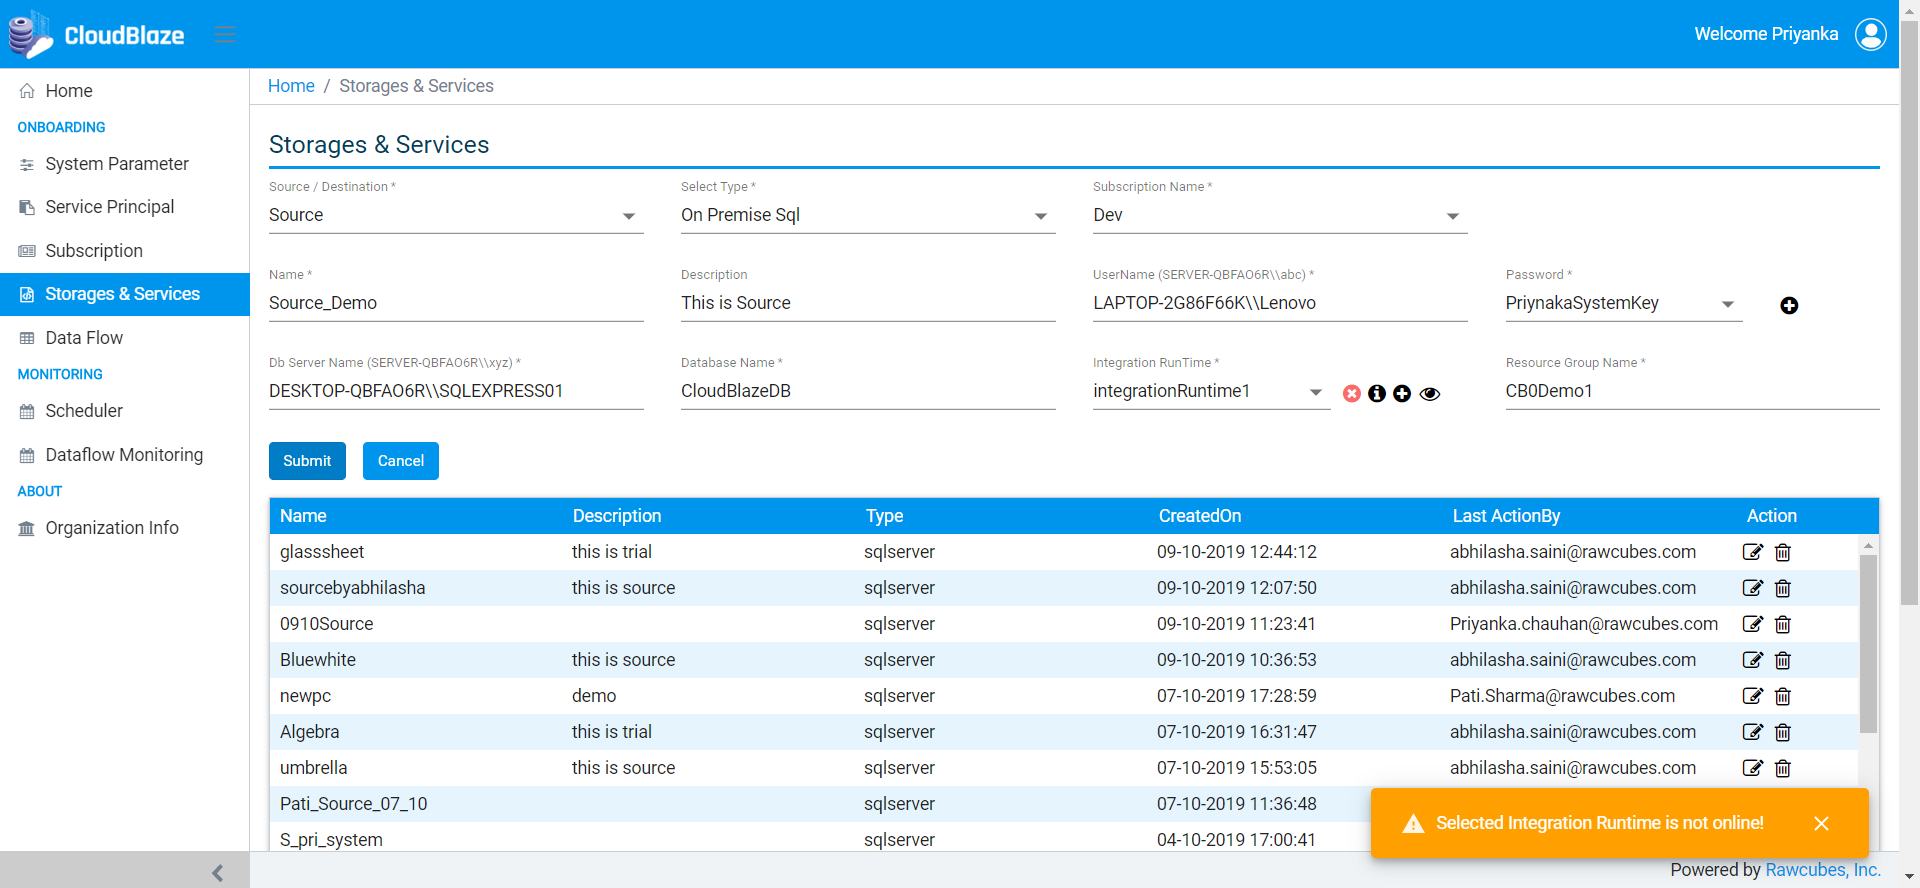 CloudBlaze
Welcome Priyanka
Home
ONBOARDING
System Parameter
Service Principal
Subscription
Storages & Services
Data Flow
MONITORING
Scheduler
Dataflow Monitoring
ABOUT
Organization Info
Home / Storages & Services
Storages & Services
Source / Destination * Select Type * Subscription Name *
Source On Premise Sql Dev
Name * Description UserName (SERVER-QBFAO6R\\abc) * Password *
Source_Demo This is Source LAPTOP-2G86F66K\\Lenovo PriynakaSystemKey
Db Server Name (SERVER-QBFAO6R\\xyz) * Database Name * Integration RunTime * Resource Group Name *
DESKTOP-QBFAO6R\\SQLEXPRESS01 CloudBlazeDB integrationRuntime1 CB0Demo1
Submit Cancel
Name Description Type CreatedOn Last ActionBy Action
glasssheet this is trial sqlserver 09-10-2019 12:44:12 abhilasha.saini@rawcubes.com
sourcebyabhilasha this is source sqlserver 09-10-2019 12:07:50 abhilasha.saini@rawcubes.com
0910Source sqlserver 09-10-2019 11:23:41 Priyanka.chauhan@rawcubes.com
Bluewhite this is source sqlserver 09-10-2019 10:36:53 abhilasha.saini@rawcubes.com
newpc demo sqlserver 07-10-2019 17:28:59 Pati.Sharma@rawcubes.com
Algebra this is trial sqlserver 07-10-2019 16:31:47 abhilasha.saini@rawcubes.com
umbrella this is source sqlserver 07-10-2019 15:53:05 abhilasha.saini@rawcubes.com
Pati_Source_07_10 sqlserver 07-10-2019 11:36:48
S_pri_system sqlserver 04-10-2019 17:00:41
Selected Integration Runtime is not online!
Powered by Rawcubes, Inc.